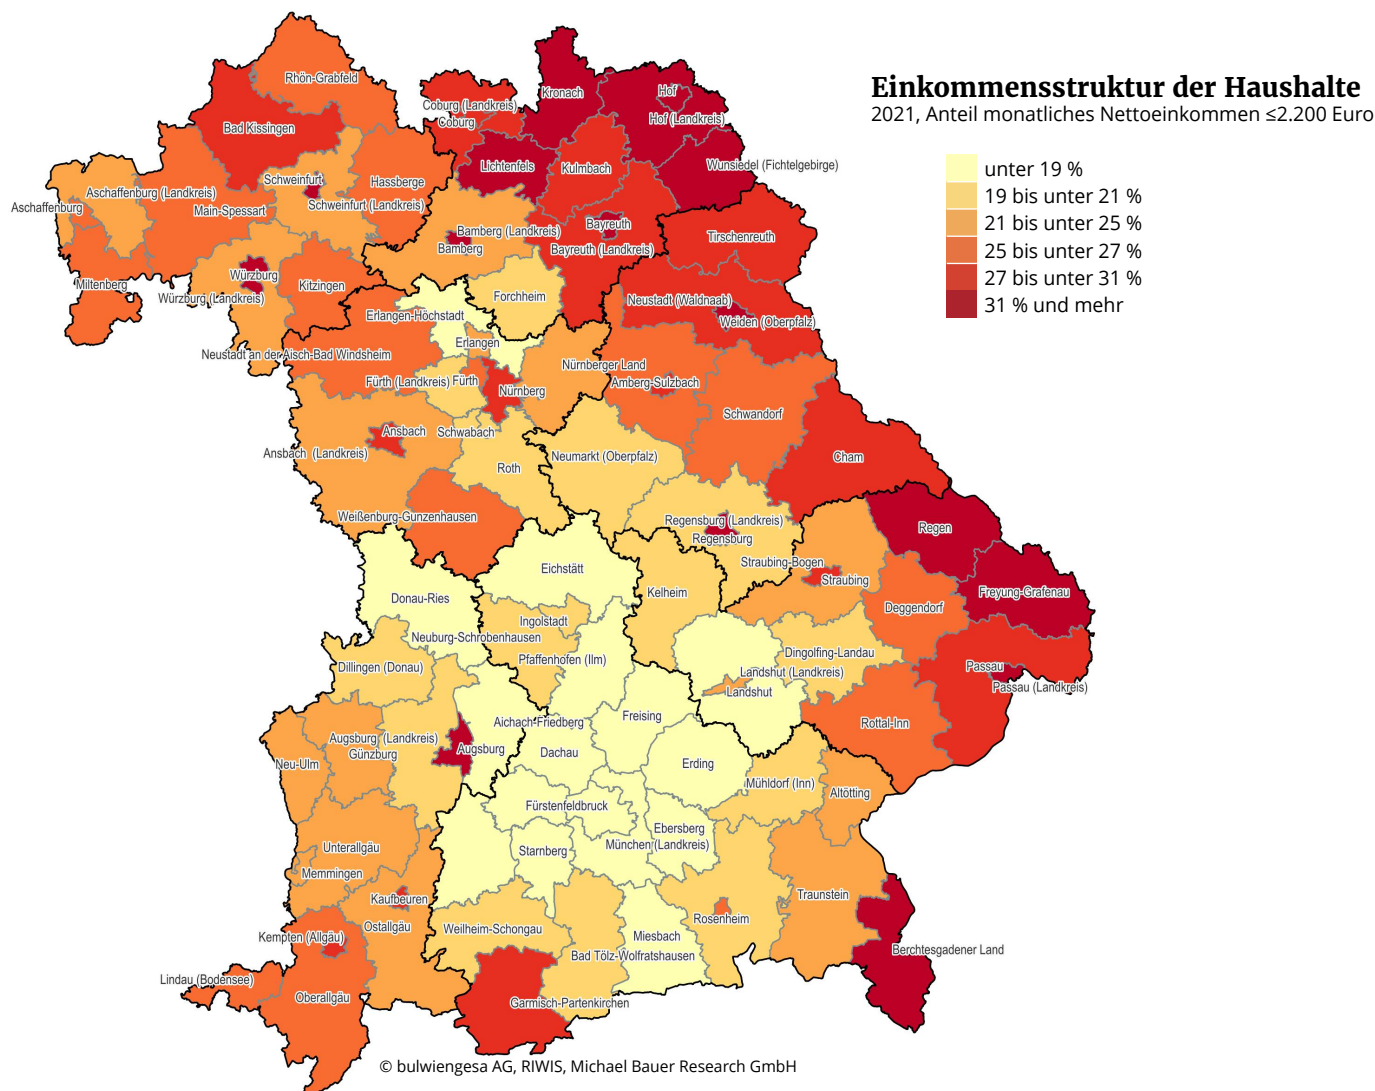 Einkommensstruktur der Haushalte
2021, Anteil monatliches Nettoeinkommen ≤2.200 Euro
unter 19 %
19 bis unter 21 %
21 bis unter 25 %
25 bis unter 27 %
27 bis unter 31 %
31 % und mehr
Rhön-Grabfeld
Kronach
Hof
Coburg (Landkreis)
Coburg
Hof (Landkreis)
Bad Kissingen
Lichtenfels
Kulmbach
Wunsiedel (Fichtelgebirge)
Schweinfurt
Hassberge
Aschaffenburg (Landkreis)
Aschaffenburg
Main-Spessart
Schweinfurt (Landkreis)
Bamberg (Landkreis)
Bamberg
Bayreuth
Bayreuth (Landkreis)
Tirschenreuth
Würzburg
Miltenberg
Kitzingen
Würzburg (Landkreis)
Forchheim
Neustadt (Waldnaab)
Weiden (Oberpfalz)
Erlangen-Höchstadt
Erlangen
Neustadt an der Aisch-Bad Windsheim
Nürnberger Land
Fürth (Landkreis)
Fürth
Nürnberg
Amberg-Sulzbach
Schwandorf
Ansbach
Schwabach
Ansbach (Landkreis)
Roth
Neumarkt (Oberpfalz)
Cham
Weißenburg-Gunzenhausen
Regensburg (Landkreis)
Regensburg
Regen
Eichstätt
Straubing-Bogen
Straubing
Kelheim
Freyung-Grafenau
Donau-Ries
Deggendorf
Ingolstadt
Neuburg-Schrobenhausen
Pfaffenhofen (Ilm)
Dingolfing-Landau
Dillingen (Donau)
Landshut (Landkreis)
Landshut
Passau
Passau (Landkreis)
Aichach-Friedberg
Freising
Rottal-Inn
Augsburg (Landkreis)
Augsburg
Günzburg
Dachau
Neu-Ulm
Erding
Mühldorf (Inn)
Altötting
Fürstenfeldbruck
Ebersberg
München (Landkreis)
Unterallgäu
Starnberg
Memmingen
Traunstein
Kaufbeuren
Rosenheim
Ostallgäu
Weilheim-Schongau
Kempten (Allgäu)
Miesbach
Bad Tölz-Wolfratshausen
Berchtesgadener Land
Lindau (Bodensee)
Oberallgäu
Garmisch-Partenkirchen
© bulwiengesa AG, RIWIS, Michael Bauer Research GmbH